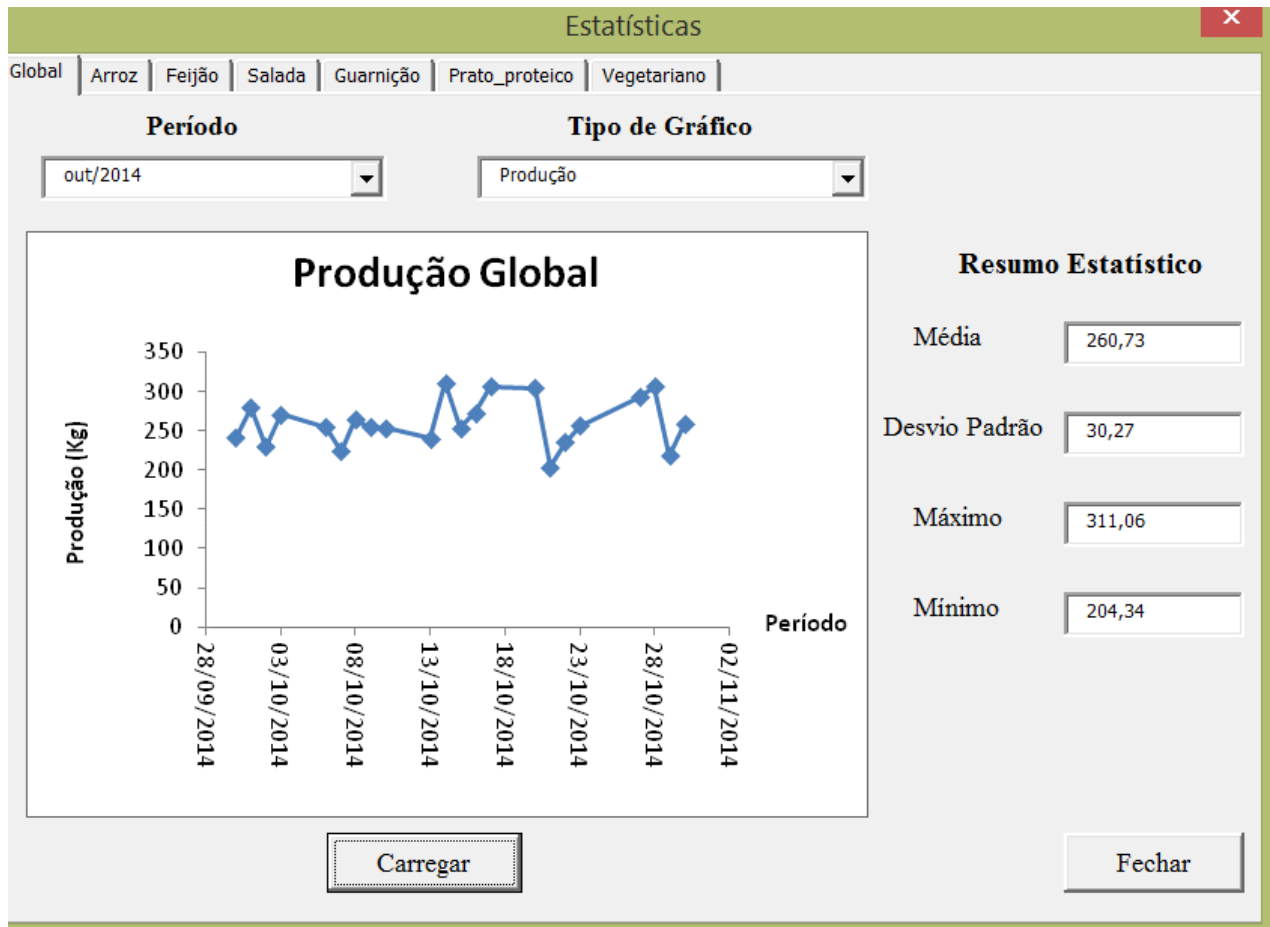 Estatísticas
×
Global Arroz Feijão Salada Guarnição Prato_proteico Vegetariano
Período Tipo de Gráfico
out/2014 Produção
Produção Global
Produção (Kg)
350
300
250
200
150
100
50
0
Período
28/09/2014 03/10/2014 08/10/2014 13/10/2014 18/10/2014 23/10/2014 28/10/2014 02/11/2014
Resumo Estatístico
Média 260,73
Desvio Padrão 30,27
Máximo 311,06
Mínimo 204,34
Carregar Fechar